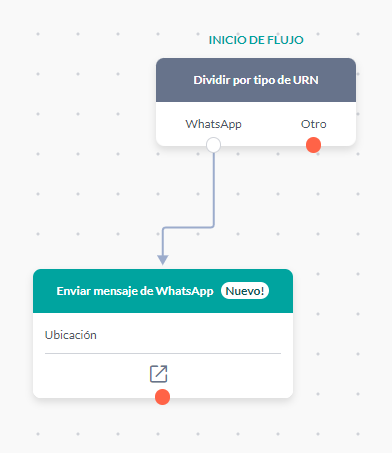 INICIO DE FLUJO
Dividir por tipo de URN
WhatsApp Otro
Enviar mensaje de WhatsApp Nuevo!
Ubicación